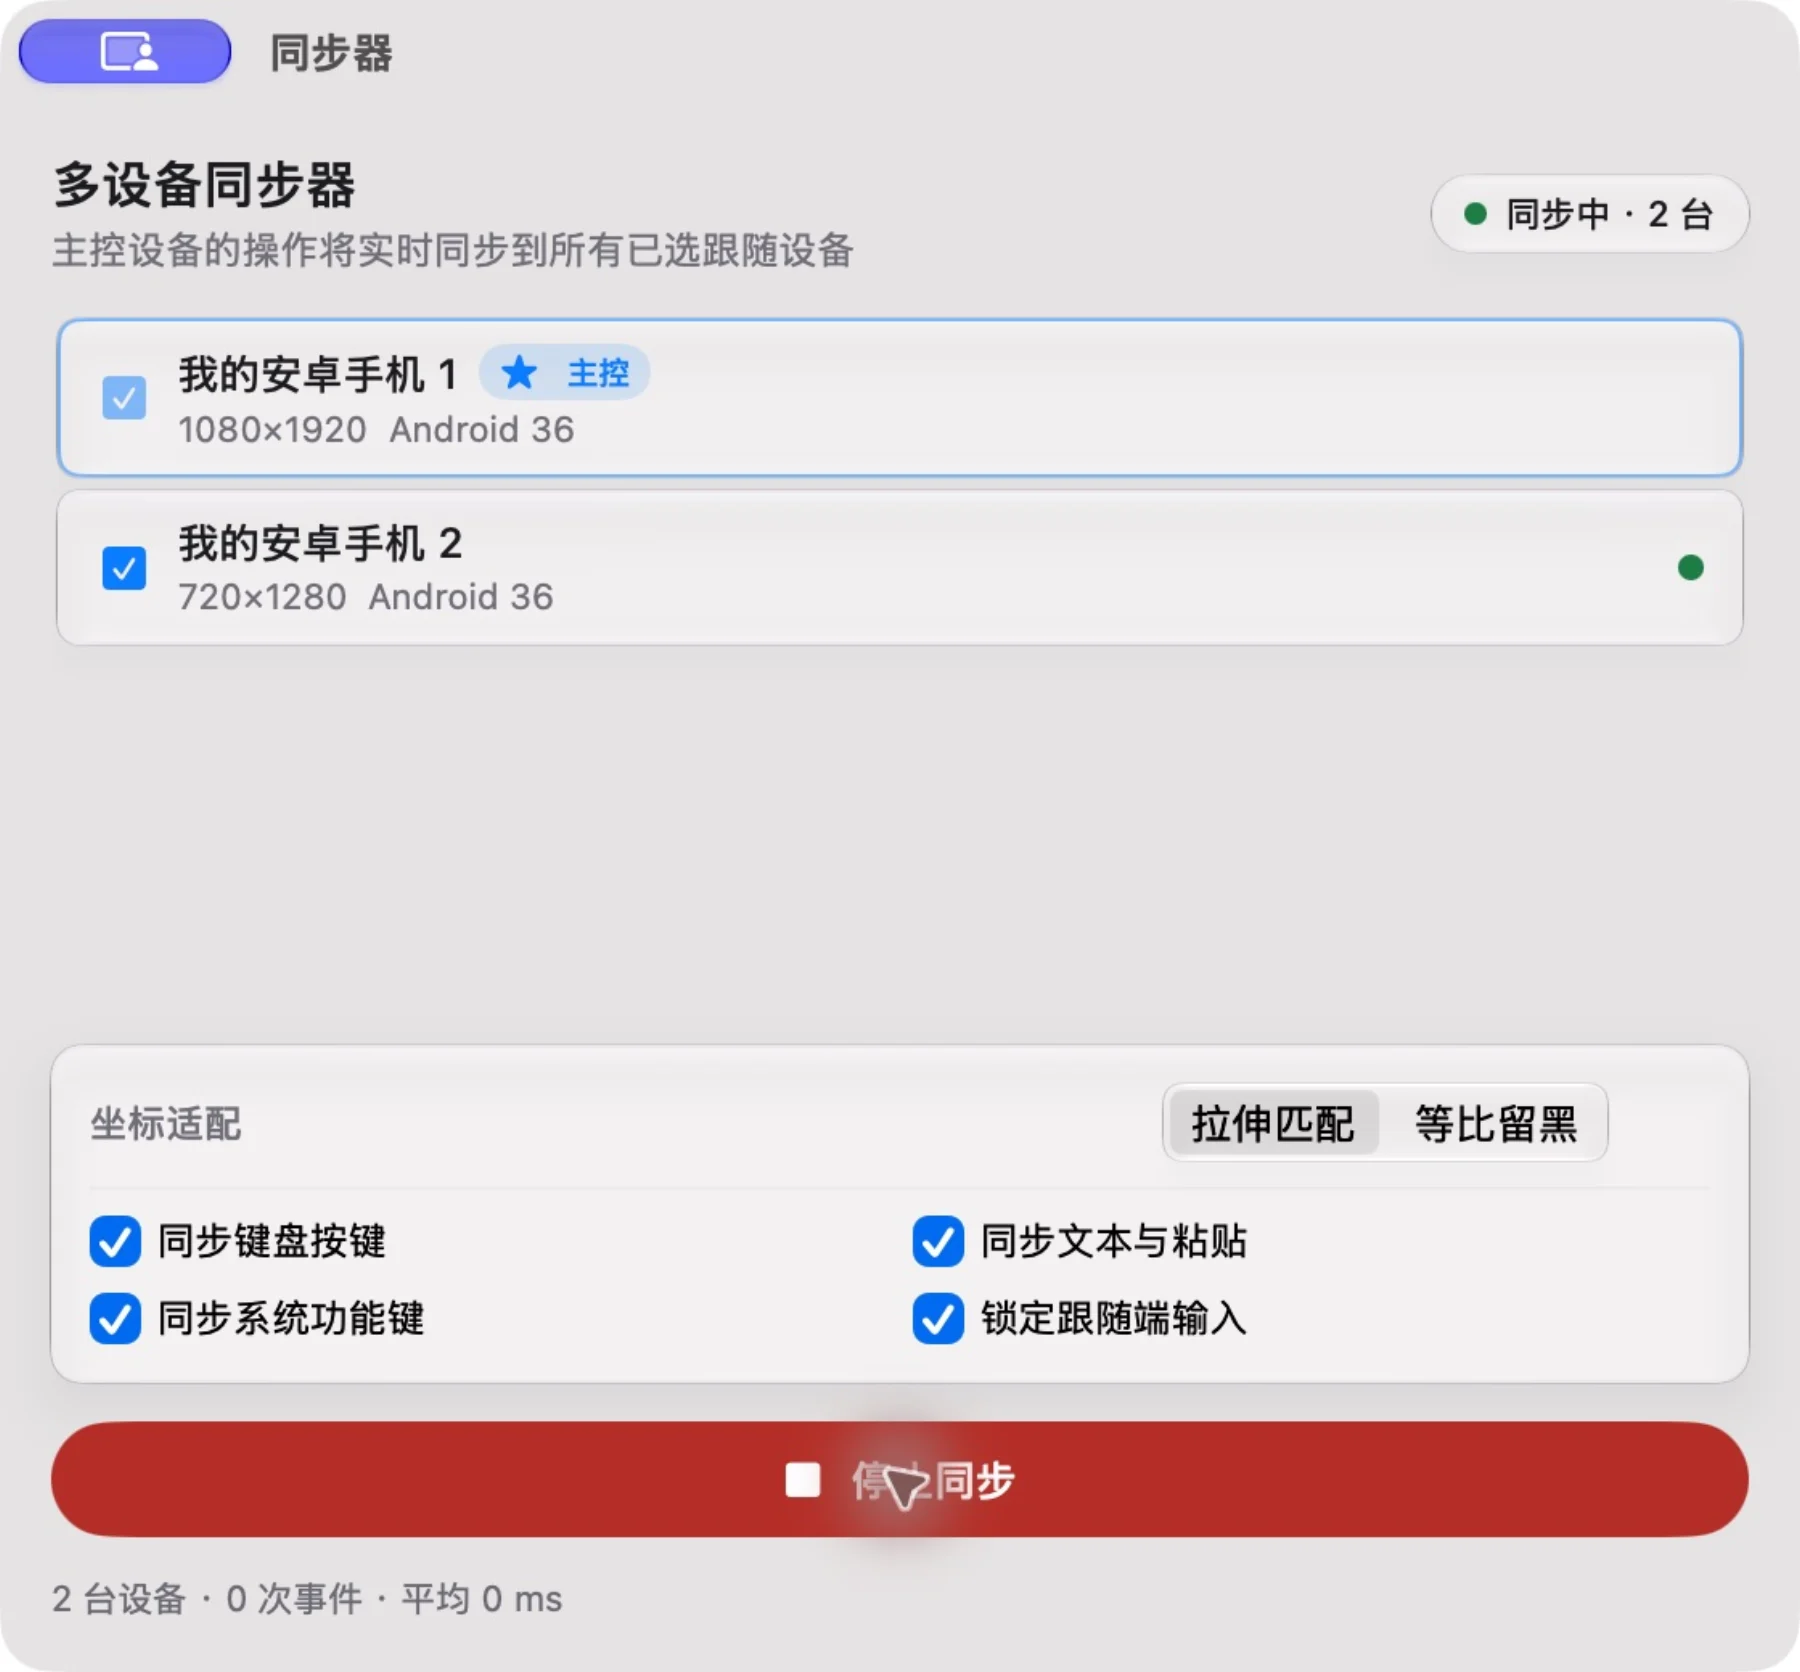 同步器
多设备同步器
主控设备的操作将实时同步到所有已选跟随设备
同步中 · 2 台
我的安卓手机 1 主控
1080×1920 Android 36
我的安卓手机 2
720×1280 Android 36
坐标适配 拉伸匹配 等比留黑
同步键盘按键 同步文本与粘贴
同步系统功能键 锁定跟随端输入
停止同步
2 台设备 · 0 次事件 · 平均 0 ms